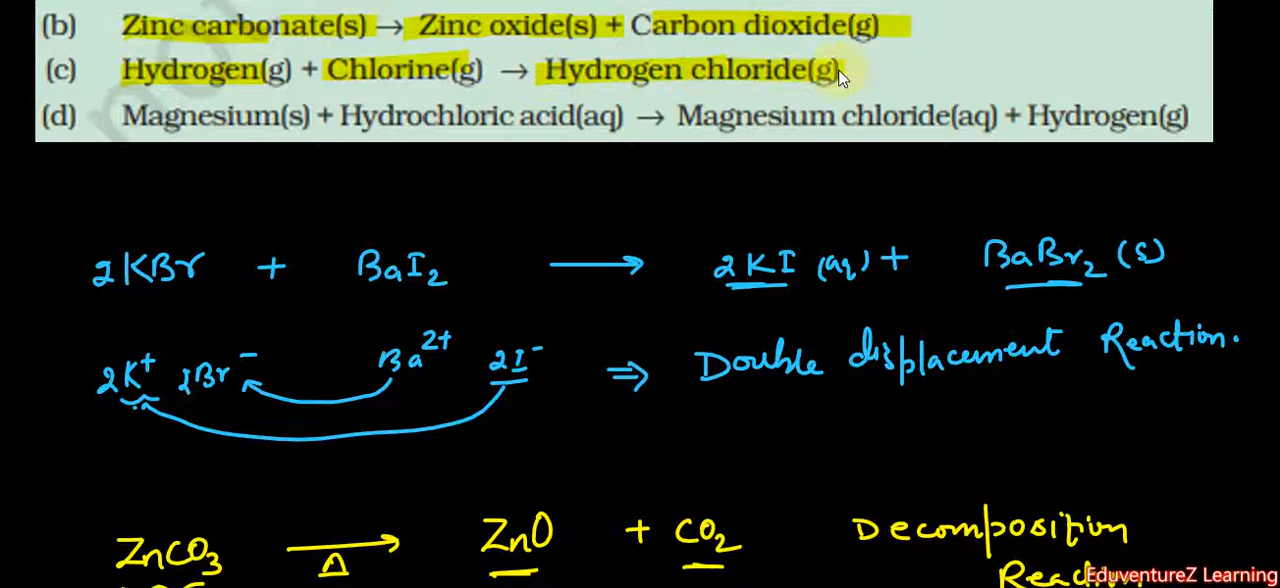 (b) Zinc carbonate(s) → Zinc oxide(s) + Carbon dioxide(g)
(c) Hydrogen(g) + Chlorine(g) → Hydrogen chloride(g)
(d) Magnesium(s) + Hydrochloric acid(aq) → Magnesium chloride(aq) + Hydrogen(g)
2KBr + BaI₂ → 2KI (aq) + BaBr₂ (s)
2K⁺ 2Br⁻ Ba²⁺ 2I⁻ ⇒ Double displacement Reaction.
ZnCO₃ →Δ ZnO + CO₂ Decomposition
Reaction
EduventureZ Learning